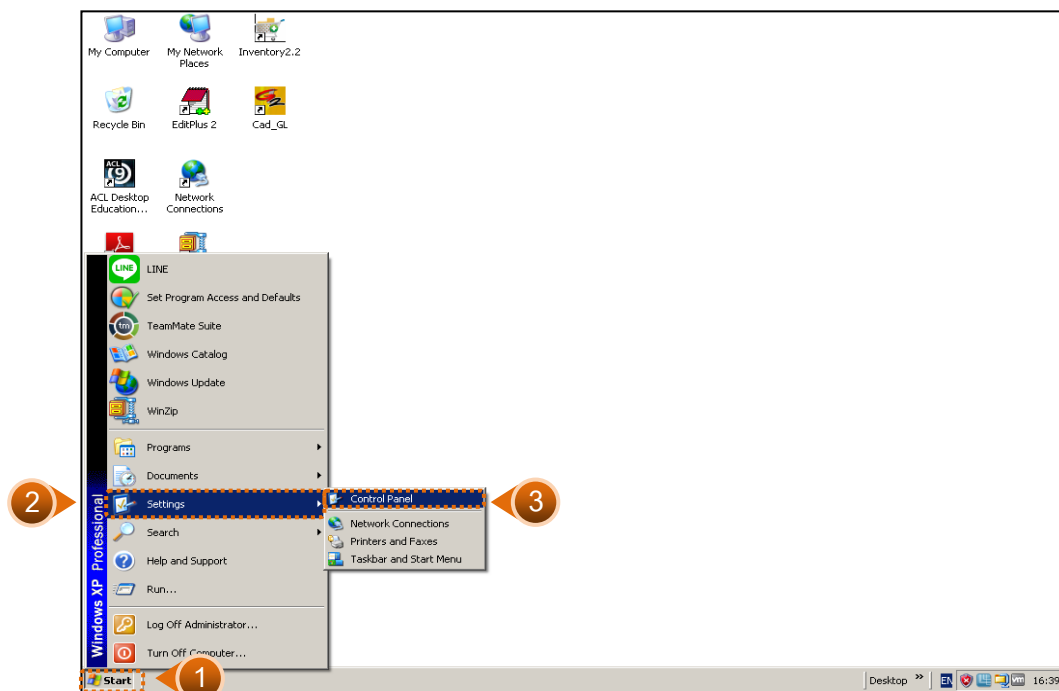 My Computer
My Network
Places
Inventory2.2
Recycle Bin
EditPlus 2
Cad_GL
ACL
9
ACL Desktop
Education...
Network
Connections
LINE
LINE
Set Program Access and Defaults
tm
TeamMate Suite
Windows Catalog
Windows Update
WinZip
Programs
Documents
2
Settings
Control Panel
3
Search
Network Connections
Printers and Faxes
Taskbar and Start Menu
Help and Support
Run...
Log Off Administrator...
Turn Off Computer...
Windows XP Professional
Start
1
Desktop »
EN
vm
16:39